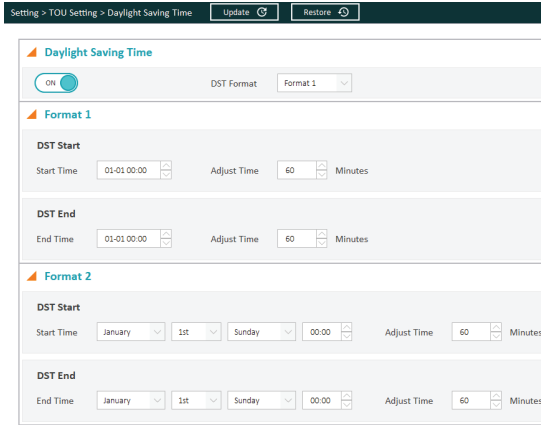 Setting > TOU Setting > Daylight Saving Time Update Restore
Daylight Saving Time
ON DST Format Format 1
Format 1
DST Start
Start Time 01-01 00:00 Adjust Time 60 Minutes
DST End
End Time 01-01 00:00 Adjust Time 60 Minutes
Format 2
DST Start
Start Time January 1st Sunday 00:00 Adjust Time 60 Minutes
DST End
End Time January 1st Sunday 00:00 Adjust Time 60 Minutes